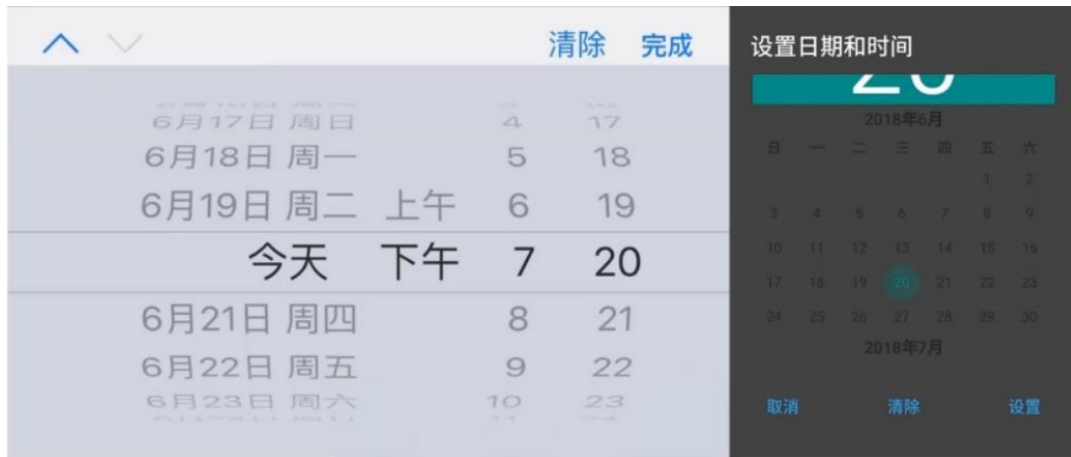 清除 完成
6月17日 周日 4 17
6月18日 周一 5 18
6月19日 周二 上午 6 19
今天 下午 7 20
6月21日 周四 8 21
6月22日 周五 9 22
6月23日 周六 10 23
设置日期和时间
2018年6月
日 一 二 三 四 五 六
1 2
3 4 5 6 7 8 9
10 11 12 13 14 15 16
17 18 19 20 21 22 23
24 25 26 27 28 29 30
2018年7月
取消 清除 设置